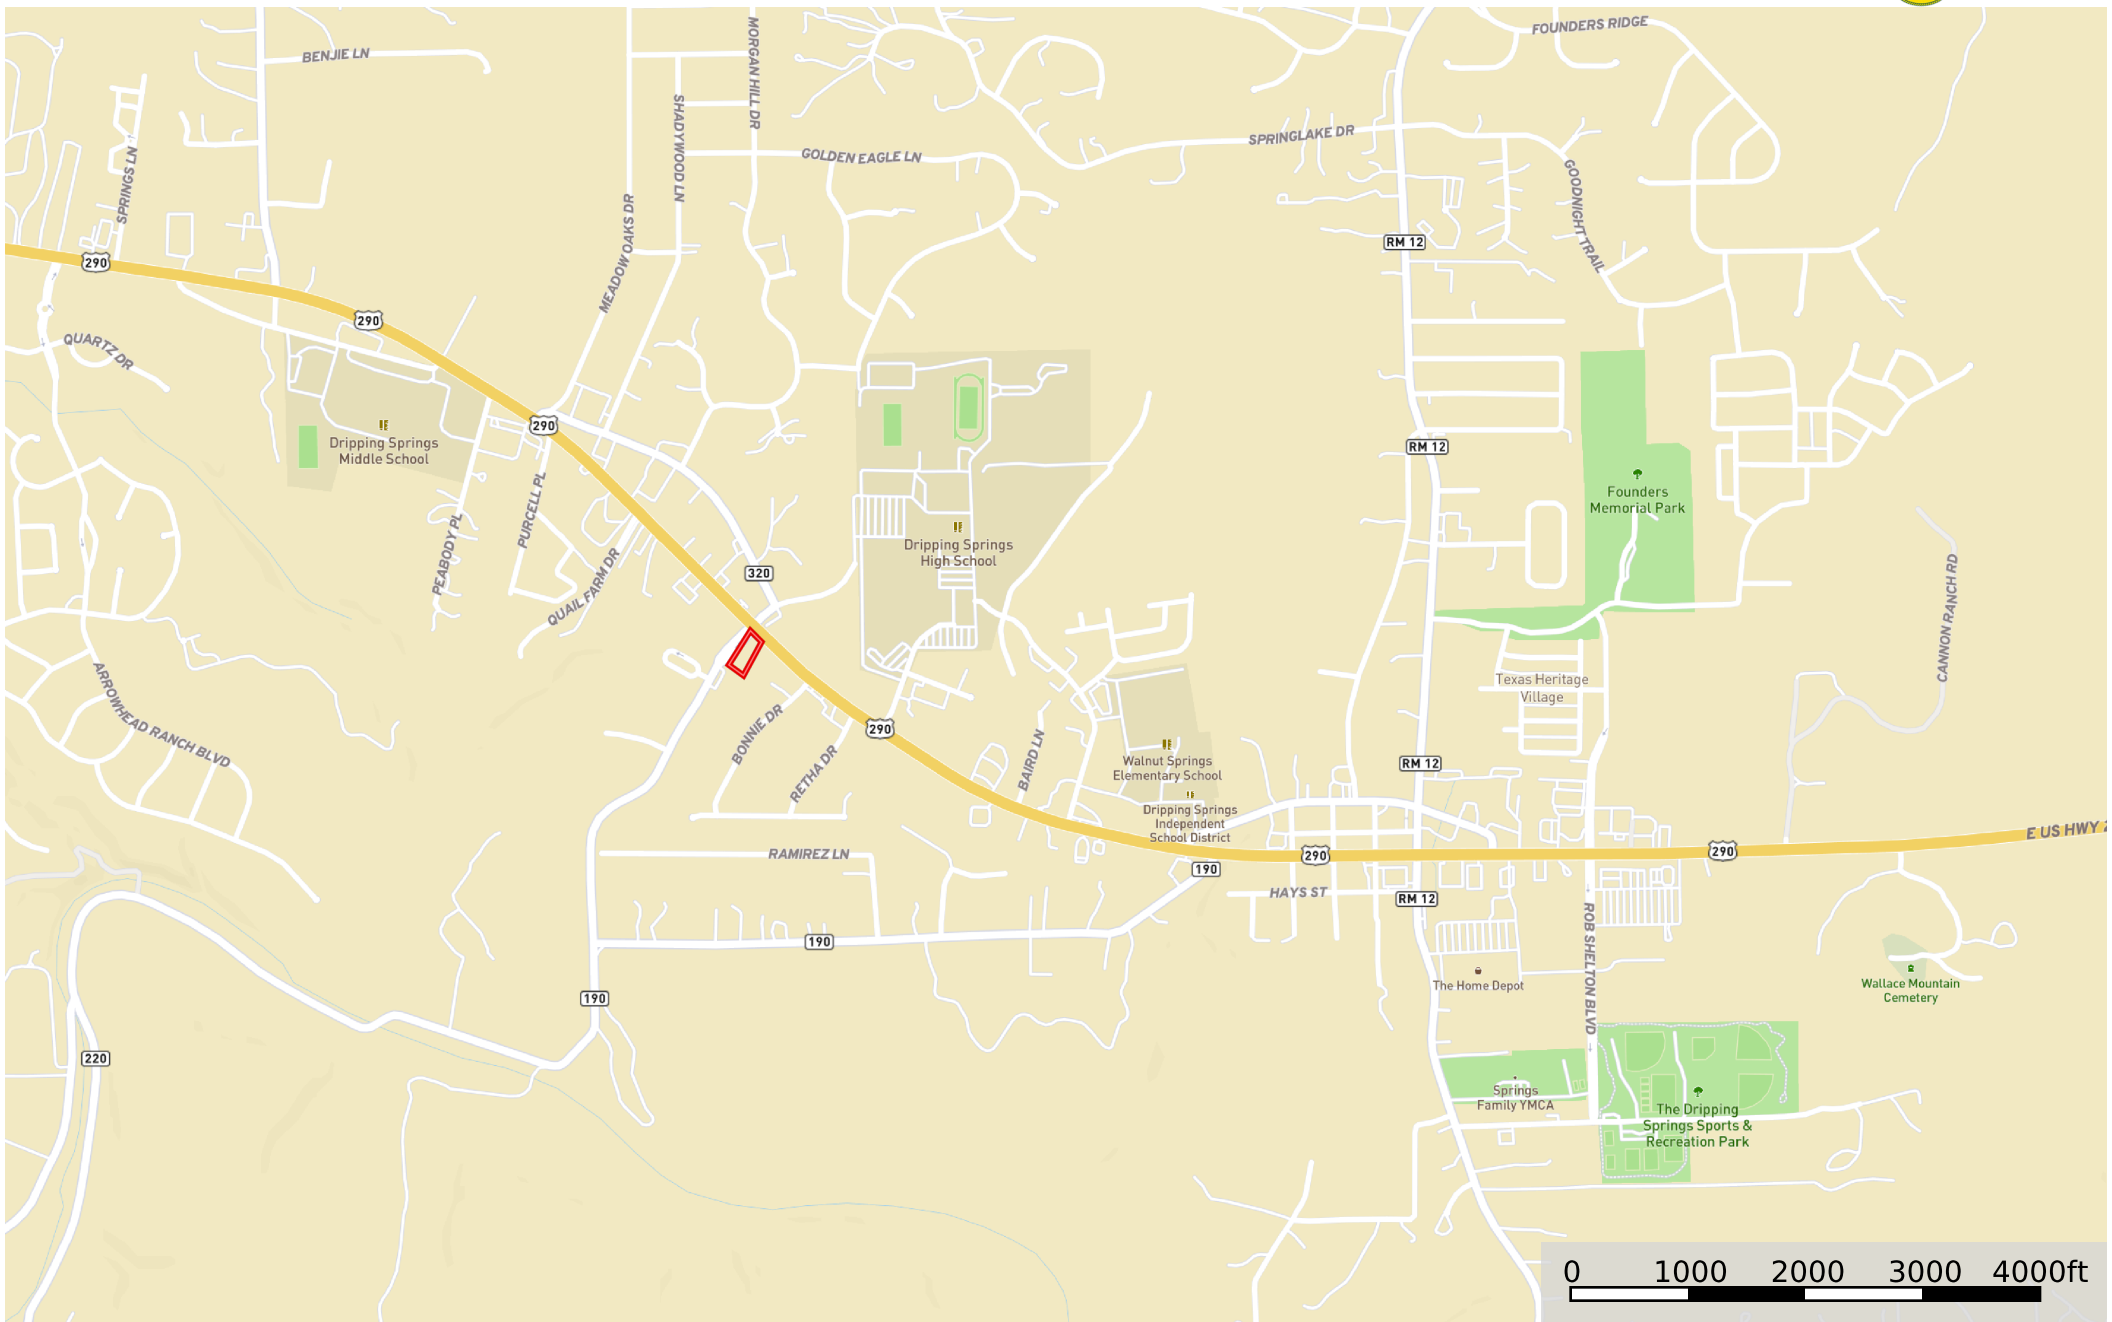 FOUNDERS RIDGE
BENJIE LN
MORGAN HILL DR
SHADYWOOD LN
SPRINGLAKE DR
GOLDEN EAGLE LN
SPRINGS LN
MEADOW OAKS DR
GOODNIGHT TRAIL
RM 12
290
290
QUARTZ DR
290
Dripping Springs
Middle School
RM 12
Founders
Memorial Park
PURCELL PL
PEABODY PL
QUAIL FARM DR
Dripping Springs
High School
320
CANNON RANCH RD
ARROWHEAD RANCH BLVD
Texas Heritage
Village
BONNIE DR
RETHA DR
290
BAIRD LN
Walnut Springs
Elementary School
RM 12
Dripping Springs
Independent
School District
E US HWY 2
RAMIREZ LN
290
290
190
HAYS ST
RM 12
ROB SHELTON BLVD
190
The Home Depot
Wallace Mountain
Cemetery
190
220
Springs
Family YMCA
The Dripping
Springs Sports &
Recreation Park
0 1000 2000 3000 4000ft